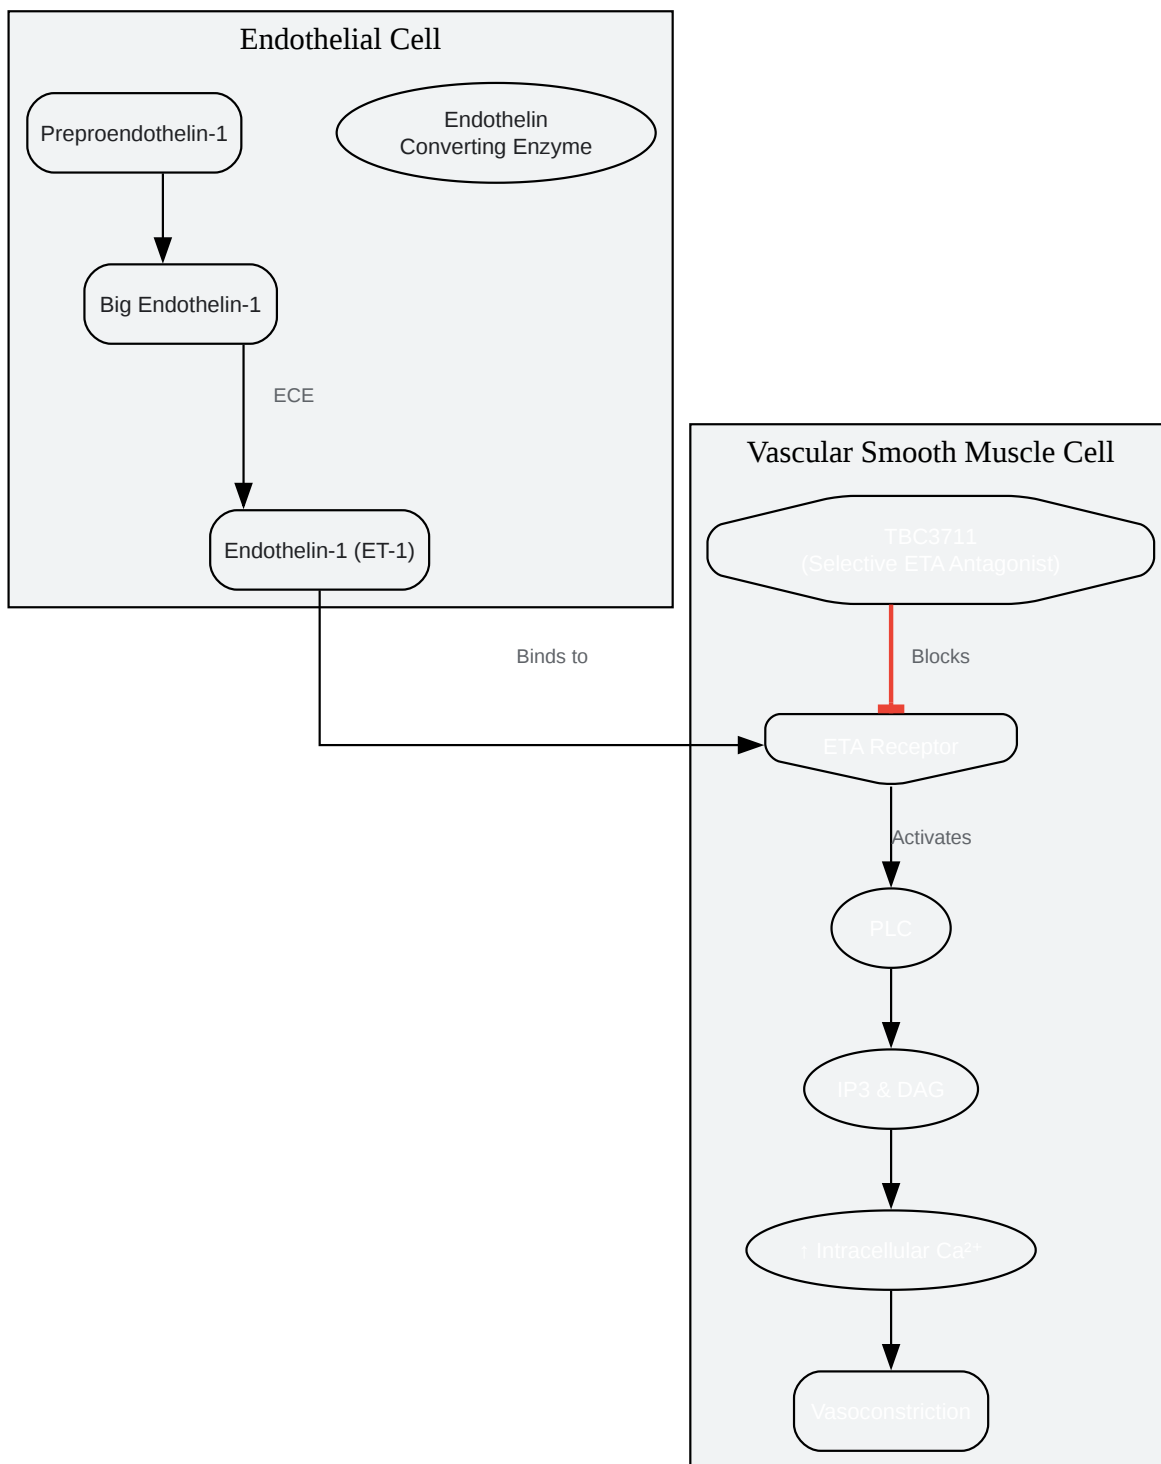 Endothelial Cell
Preproendothelin-1
Endothelin
Converting Enzyme
Big Endothelin-1
ECE
Endothelin-1 (ET-1)
Binds to
Vascular Smooth Muscle Cell
TBC3711
(Selective ETA Antagonist)
Blocks
ETA Receptor
Activates
PLC
IP3 & DAG
↑ Intracellular Ca²⁺
Vasoconstriction